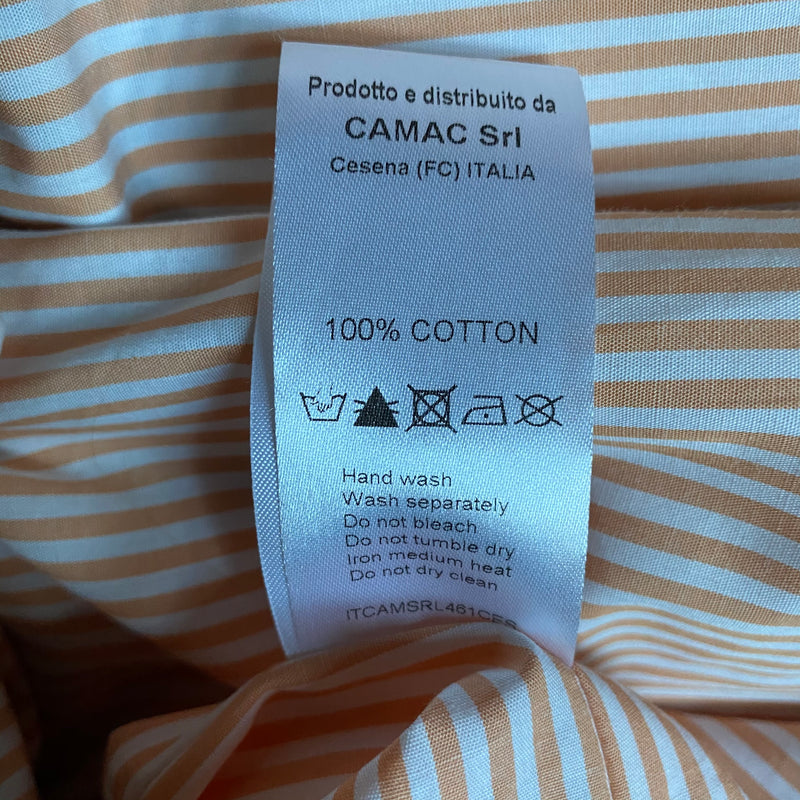 Prodotto e distribuito da
CAMAC Srl
Cesena (FC) ITALIA
100% COTTON
Hand wash
Wash separately
Do not bleach
Do not tumble dry
Iron medium heat
Do not dry clean
ITCAMSRL461CES